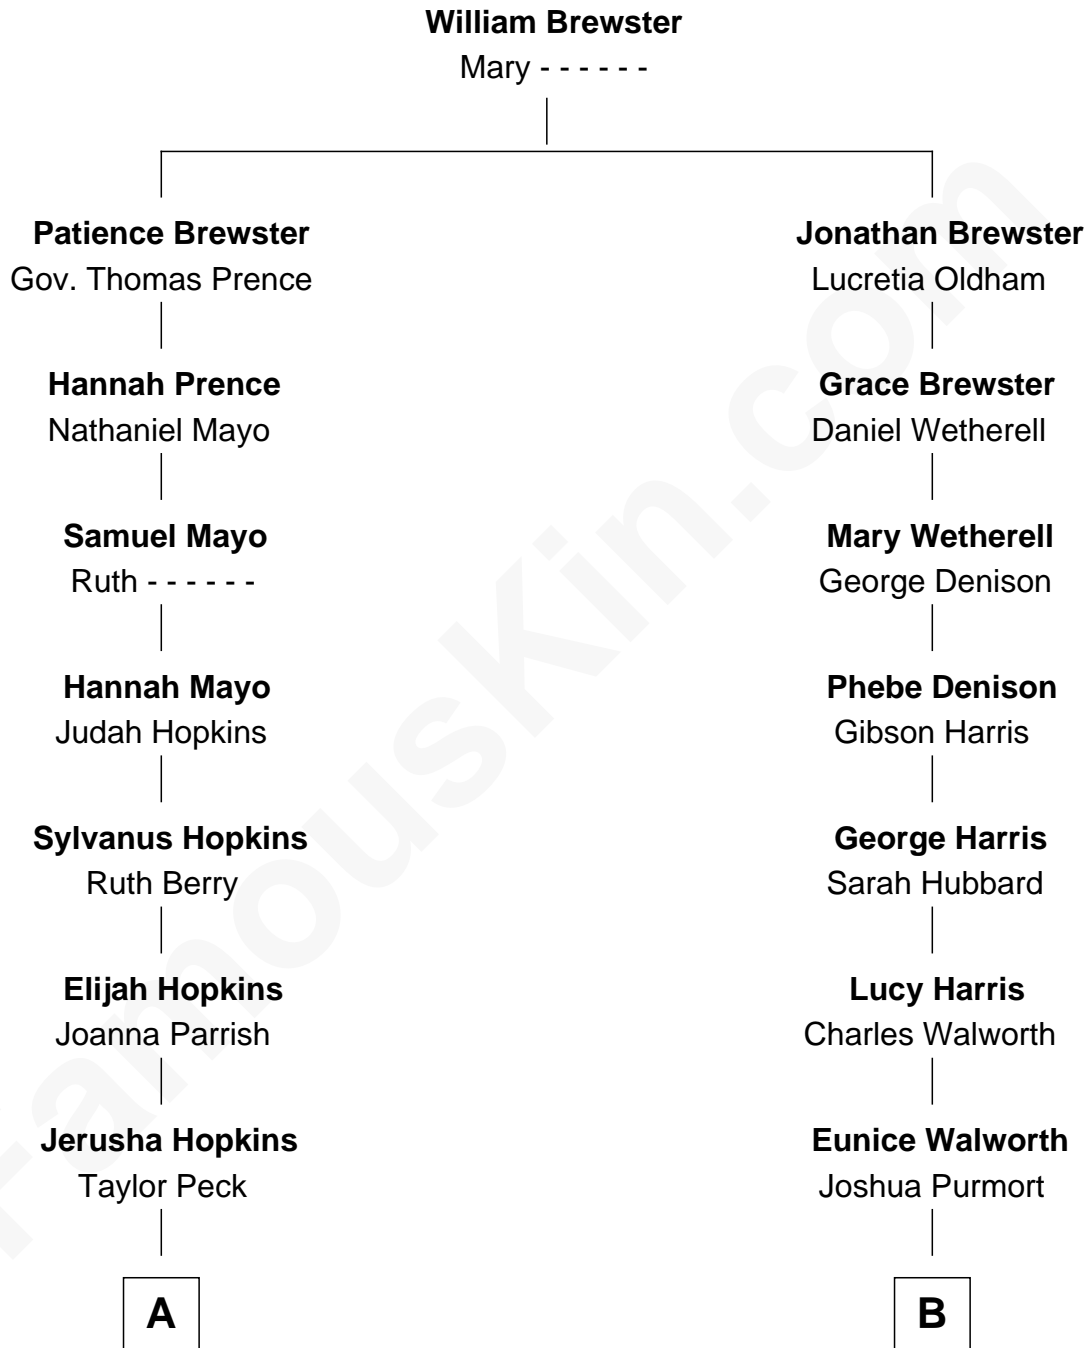 William Brewster
Mary - - - - - -
Patience Brewster
Gov. Thomas Prence
Jonathan Brewster
Lucretia Oldham
Hannah Prence
Nathaniel Mayo
Grace Brewster
Daniel Wetherell
Samuel Mayo
Ruth - - - - - -
Mary Wetherell
George Denison
Hannah Mayo
Judah Hopkins
Phebe Denison
Gibson Harris
Sylvanus Hopkins
Ruth Berry
George Harris
Sarah Hubbard
Elijah Hopkins
Joanna Parrish
Lucy Harris
Charles Walworth
Jerusha Hopkins
Taylor Peck
Eunice Walworth
Joshua Purmort
A
B
FamousKin.com